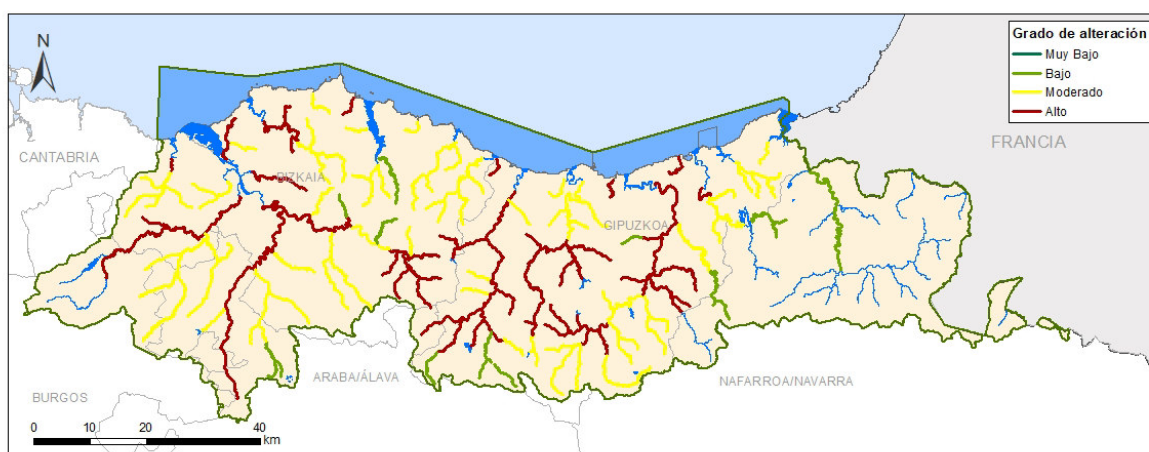 N
Grado de alteración
Muy Bajo
Bajo
Moderado
Alto
FRANCIA
CANTABRIA
BIZKAIA
GIPUZKOA
ARABA/ÁLAVA
NAFARROA/NAVARRA
BURGOS
0 10 20 40
km